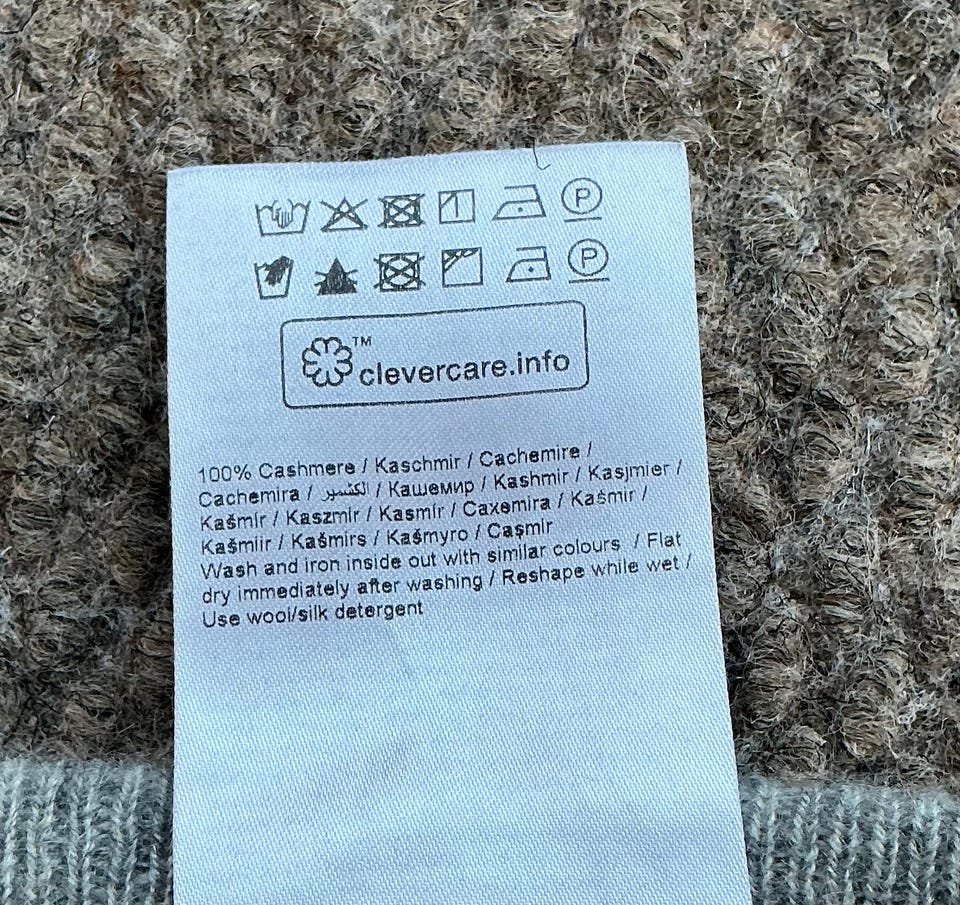 P
P
TM
clevercare.info
100% Cashmere / Kaschmir / Cachemire /
Cachemira / الكشمير / Кашемир / Kashmir / Kasjmier /
Kašmír / Kaszmir / Kasmír / Caxemira / Kašmir /
Kašmiir / Kašmirs / Kašmyro / Caşmir
Wash and iron inside out with similar colours / Flat
dry immediately after washing / Reshape while wet /
Use wool/silk detergent